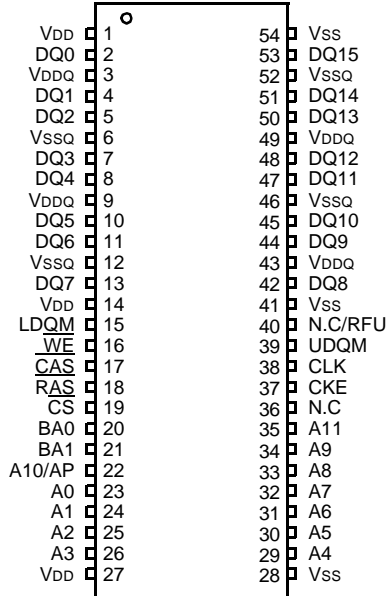 VDD 1 54 VSS
DQ0 2 53 DQ15
VDDQ 3 52 VSSQ
DQ1 4 51 DQ14
DQ2 5 50 DQ13
VSSQ 6 49 VDDQ
DQ3 7 48 DQ12
DQ4 8 47 DQ11
VDDQ 9 46 VSSQ
DQ5 10 45 DQ10
DQ6 11 44 DQ9
VSSQ 12 43 VDDQ
DQ7 13 42 DQ8
VDD 14 41 VSS
LDQM 15 40 N.C/RFU
WE 16 39 UDQM
CAS 17 38 CLK
RAS 18 37 CKE
CS 19 36 N.C
BA0 20 35 A11
BA1 21 34 A9
A10/AP 22 33 A8
A0 23 32 A7
A1 24 31 A6
A2 25 30 A5
A3 26 29 A4
VDD 27 28 VSS